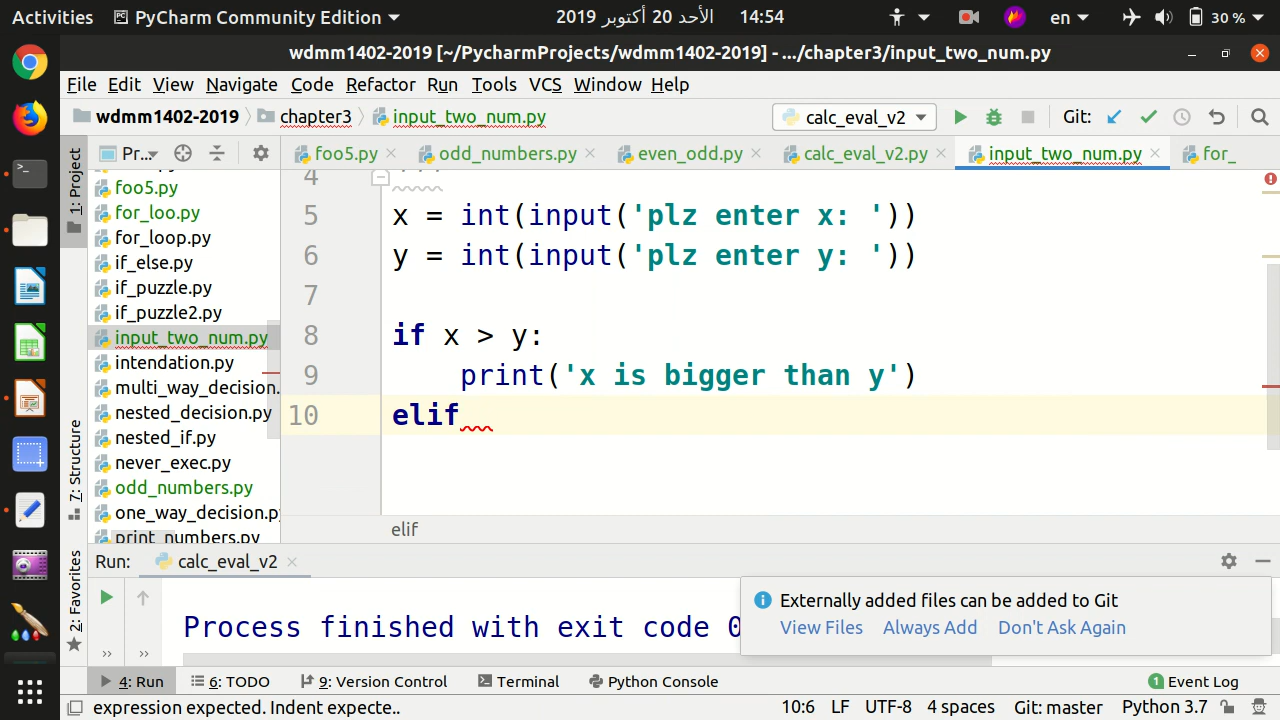 Activities PyCharm Community Edition الأحد 20 أكتوبر 2019 14:54 en 30 %
wdmm1402-2019 [~/PycharmProjects/wdmm1402-2019] - .../chapter3/input_two_num.py
File Edit View Navigate Code Refactor Run Tools VCS Window Help
wdmm1402-2019 chapter3 input_two_num.py calc_eval_v2 Git:
1: Project Pr... foo5.py odd_numbers.py even_odd.py calc_eval_v2.py input_two_num.py for_
foo5.py
for_loo.py
for_loop.py
if_else.py
if_puzzle.py
if_puzzle2.py
input_two_num.py
intendation.py
multi_way_decision.
nested_decision.py
nested_if.py
never_exec.py
odd_numbers.py
one_way_decision.p
print_numbers.py
4 '''
5 x = int(input('plz enter x: '))
6 y = int(input('plz enter y: '))
7
8 if x > y:
9 print('x is bigger than y')
10 elif
elif
7: Structure
2: Favorites
Run: calc_eval_v2
Process finished with exit code 0
Externally added files can be added to Git
View Files Always Add Don't Ask Again
4: Run 6: TODO 9: Version Control Terminal Python Console 1 Event Log
expression expected. Indent expecte.. 10:6 LF UTF-8 4 spaces Git: master Python 3.7